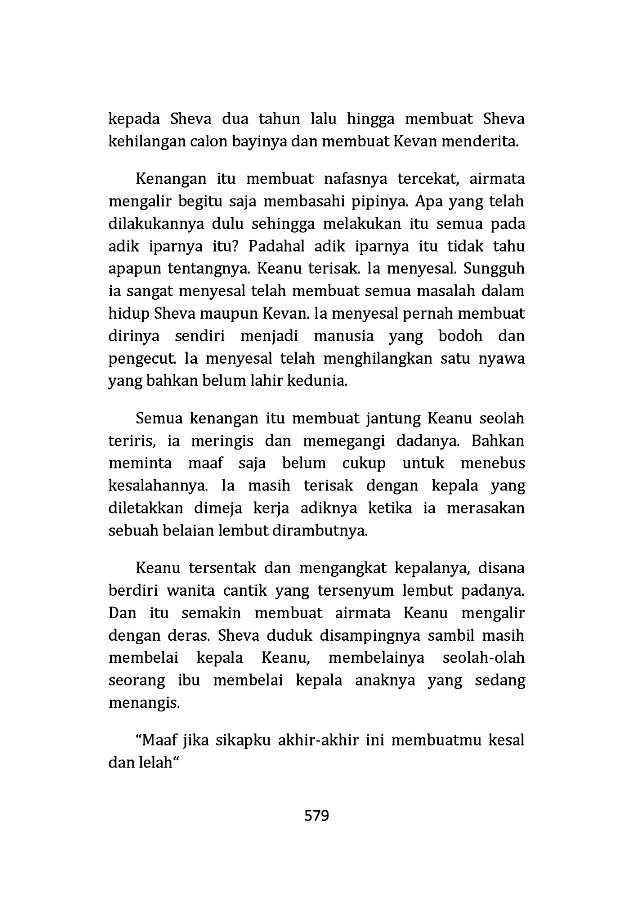 kepada Sheva dua tahun lalu hingga membuat Sheva
kehilangan calon bayinya dan membuat Kevan menderita.
Kenangan itu membuat nafasnya tercekat, airmata
mengalir begitu saja membasahi pipinya. Apa yang telah
dilakukannya dulu sehingga melakukan itu semua pada
adik iparnya itu? Padahal adik iparnya itu tidak tahu
apapun tentangnya. Keanu terisak. Ia menyesal. Sungguh
ia sangat menyesal telah membuat semua masalah dalam
hidup Sheva maupun Kevan. Ia menyesal pernah membuat
dirinya sendiri menjadi manusia yang bodoh dan
pengecut. Ia menyesal telah menghilangkan satu nyawa
yang bahkan belum lahir kedunia.
Semua kenangan itu membuat jantung Keanu seolah
teriris, ia meringis dan memegangi dadanya. Bahkan
meminta maaf saja belum cukup untuk menebus
kesalahannya. Ia masih terisak dengan kepala yang
diletakkan dimeja kerja adiknya ketika ia merasakan
sebuah belaian lembut dirambutnya.
Keanu tersentak dan mengangkat kepalanya, disana
berdiri wanita cantik yang tersenyum lembut padanya.
Dan itu semakin membuat airmata Keanu mengalir
dengan deras. Sheva duduk disampingnya sambil masih
membelai kepala Keanu, membelainya seolah-olah
seorang ibu membelai kepala anaknya yang sedang
menangis.
“Maaf jika sikapku akhir-akhir ini membuatmu kesal
dan lelah“
579